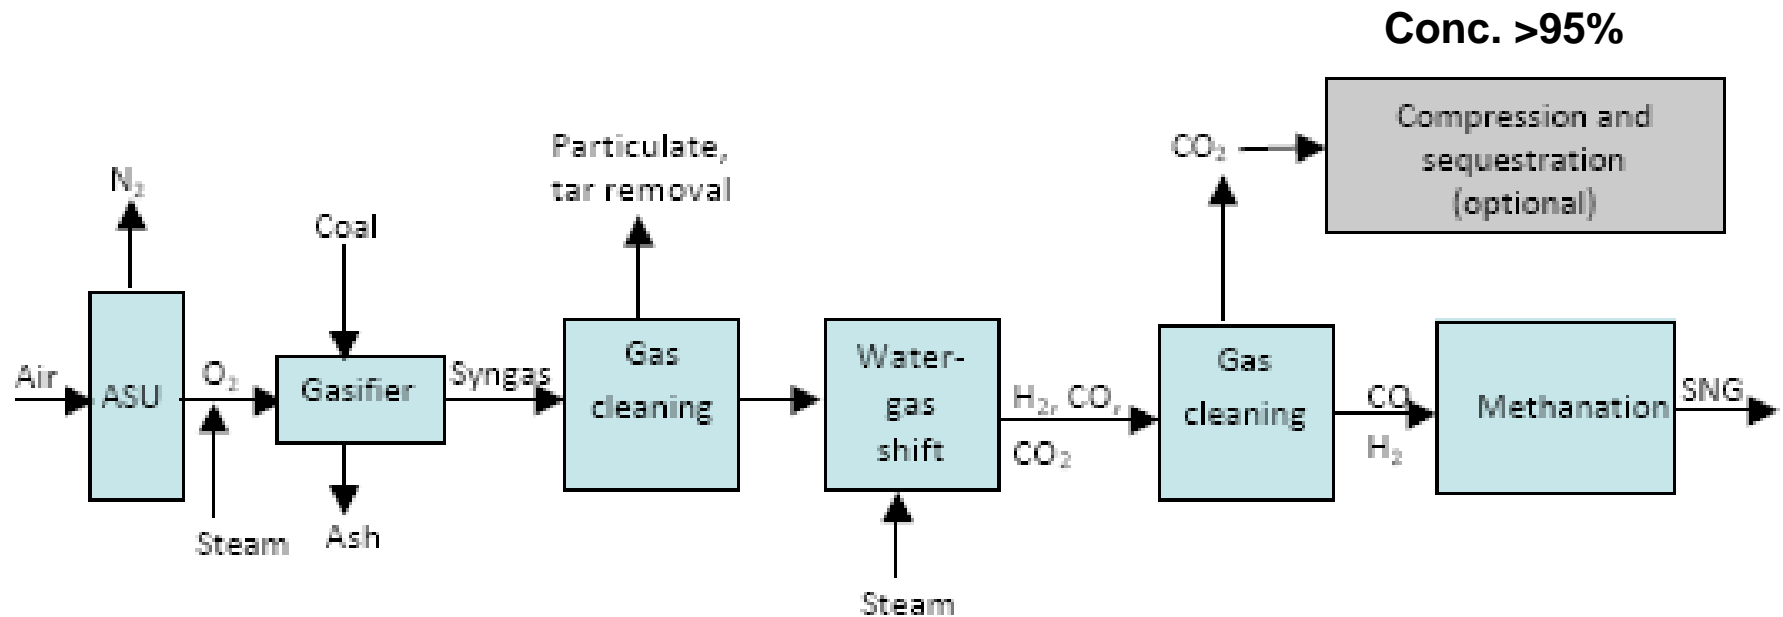 Conc. >95%
Compression and
sequestration
(optional)
CO₂
Particulate,
tar removal
N₂
Coal
Air
ASU
O₂
Gasifier
Syngas
Gas
cleaning
Water-
gas
shift
H₂, CO,
CO₂
Gas
cleaning
CO
H₂
Methanation
SNG
Steam
Ash
Steam